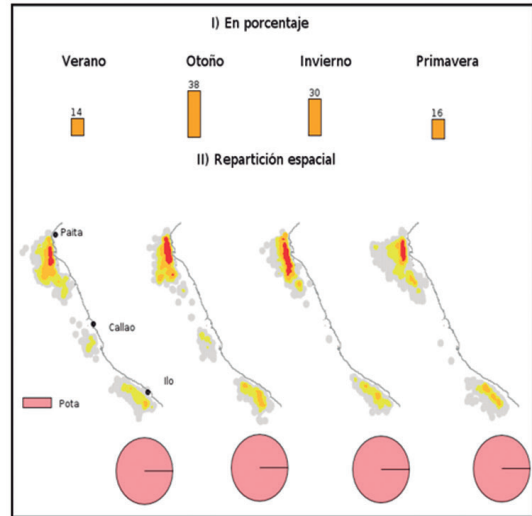 I) En porcentaje
Verano Otoño Invierno Primavera
14 38 30 16
II) Repartición espacial
Paita
Callao
Ilo
Pota